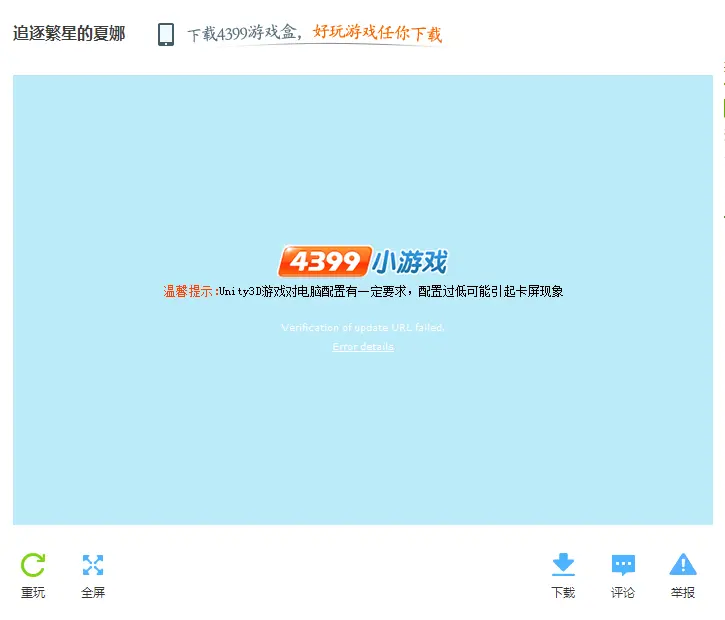 追逐繁星的夏娜
下载4399游戏盒，好玩游戏任你下载
4399小游戏
温馨提示:Unity3D游戏对电脑配置有一定要求，配置过低可能引起卡屏现象
Verification of update URL failed.
Error details
重玩
全屏
下载
评论
举报